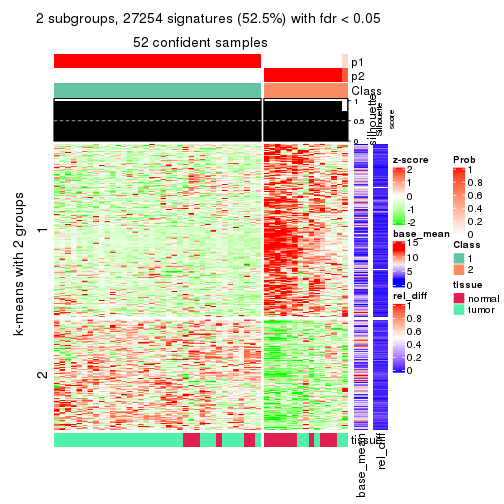 2 subgroups, 27254 signatures (52.5%) with fdr < 0.05
52 confident samples
p1
p2
Class
silhouette
Silhouette
score
1
0.5
0
k-means with 2 groups
1
2
tissue
base_mean
rel_diff
z-score
2
1
0
-1
-2
base_mean
15
10
5
0
rel_diff
1
0.8
0.6
0.4
0.2
0
Prob
1
0.8
0.6
0.4
0.2
0
Class
1
2
tissue
normal
tumor